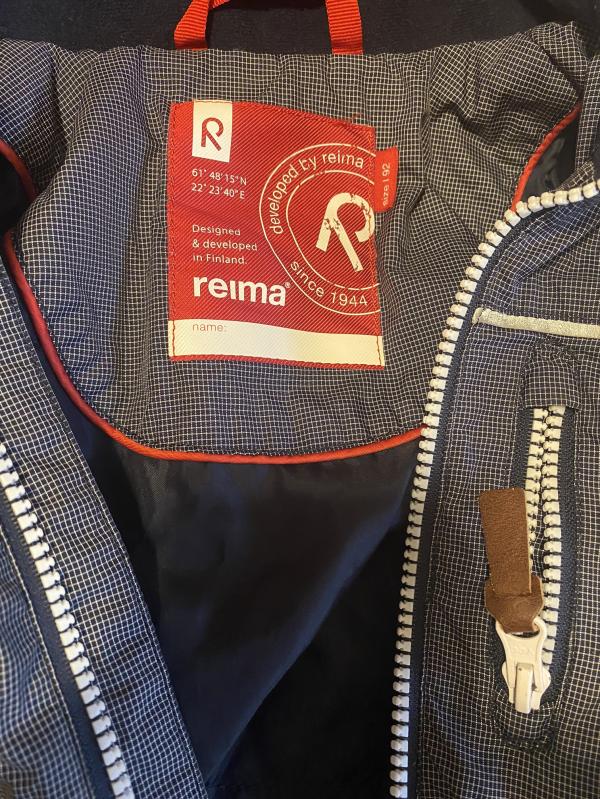 R
61° 48'15"N
22° 23'40"E
developed by reima
R
since 1944
size | 92
Designed
& developed
in Finland.
reima®
name: